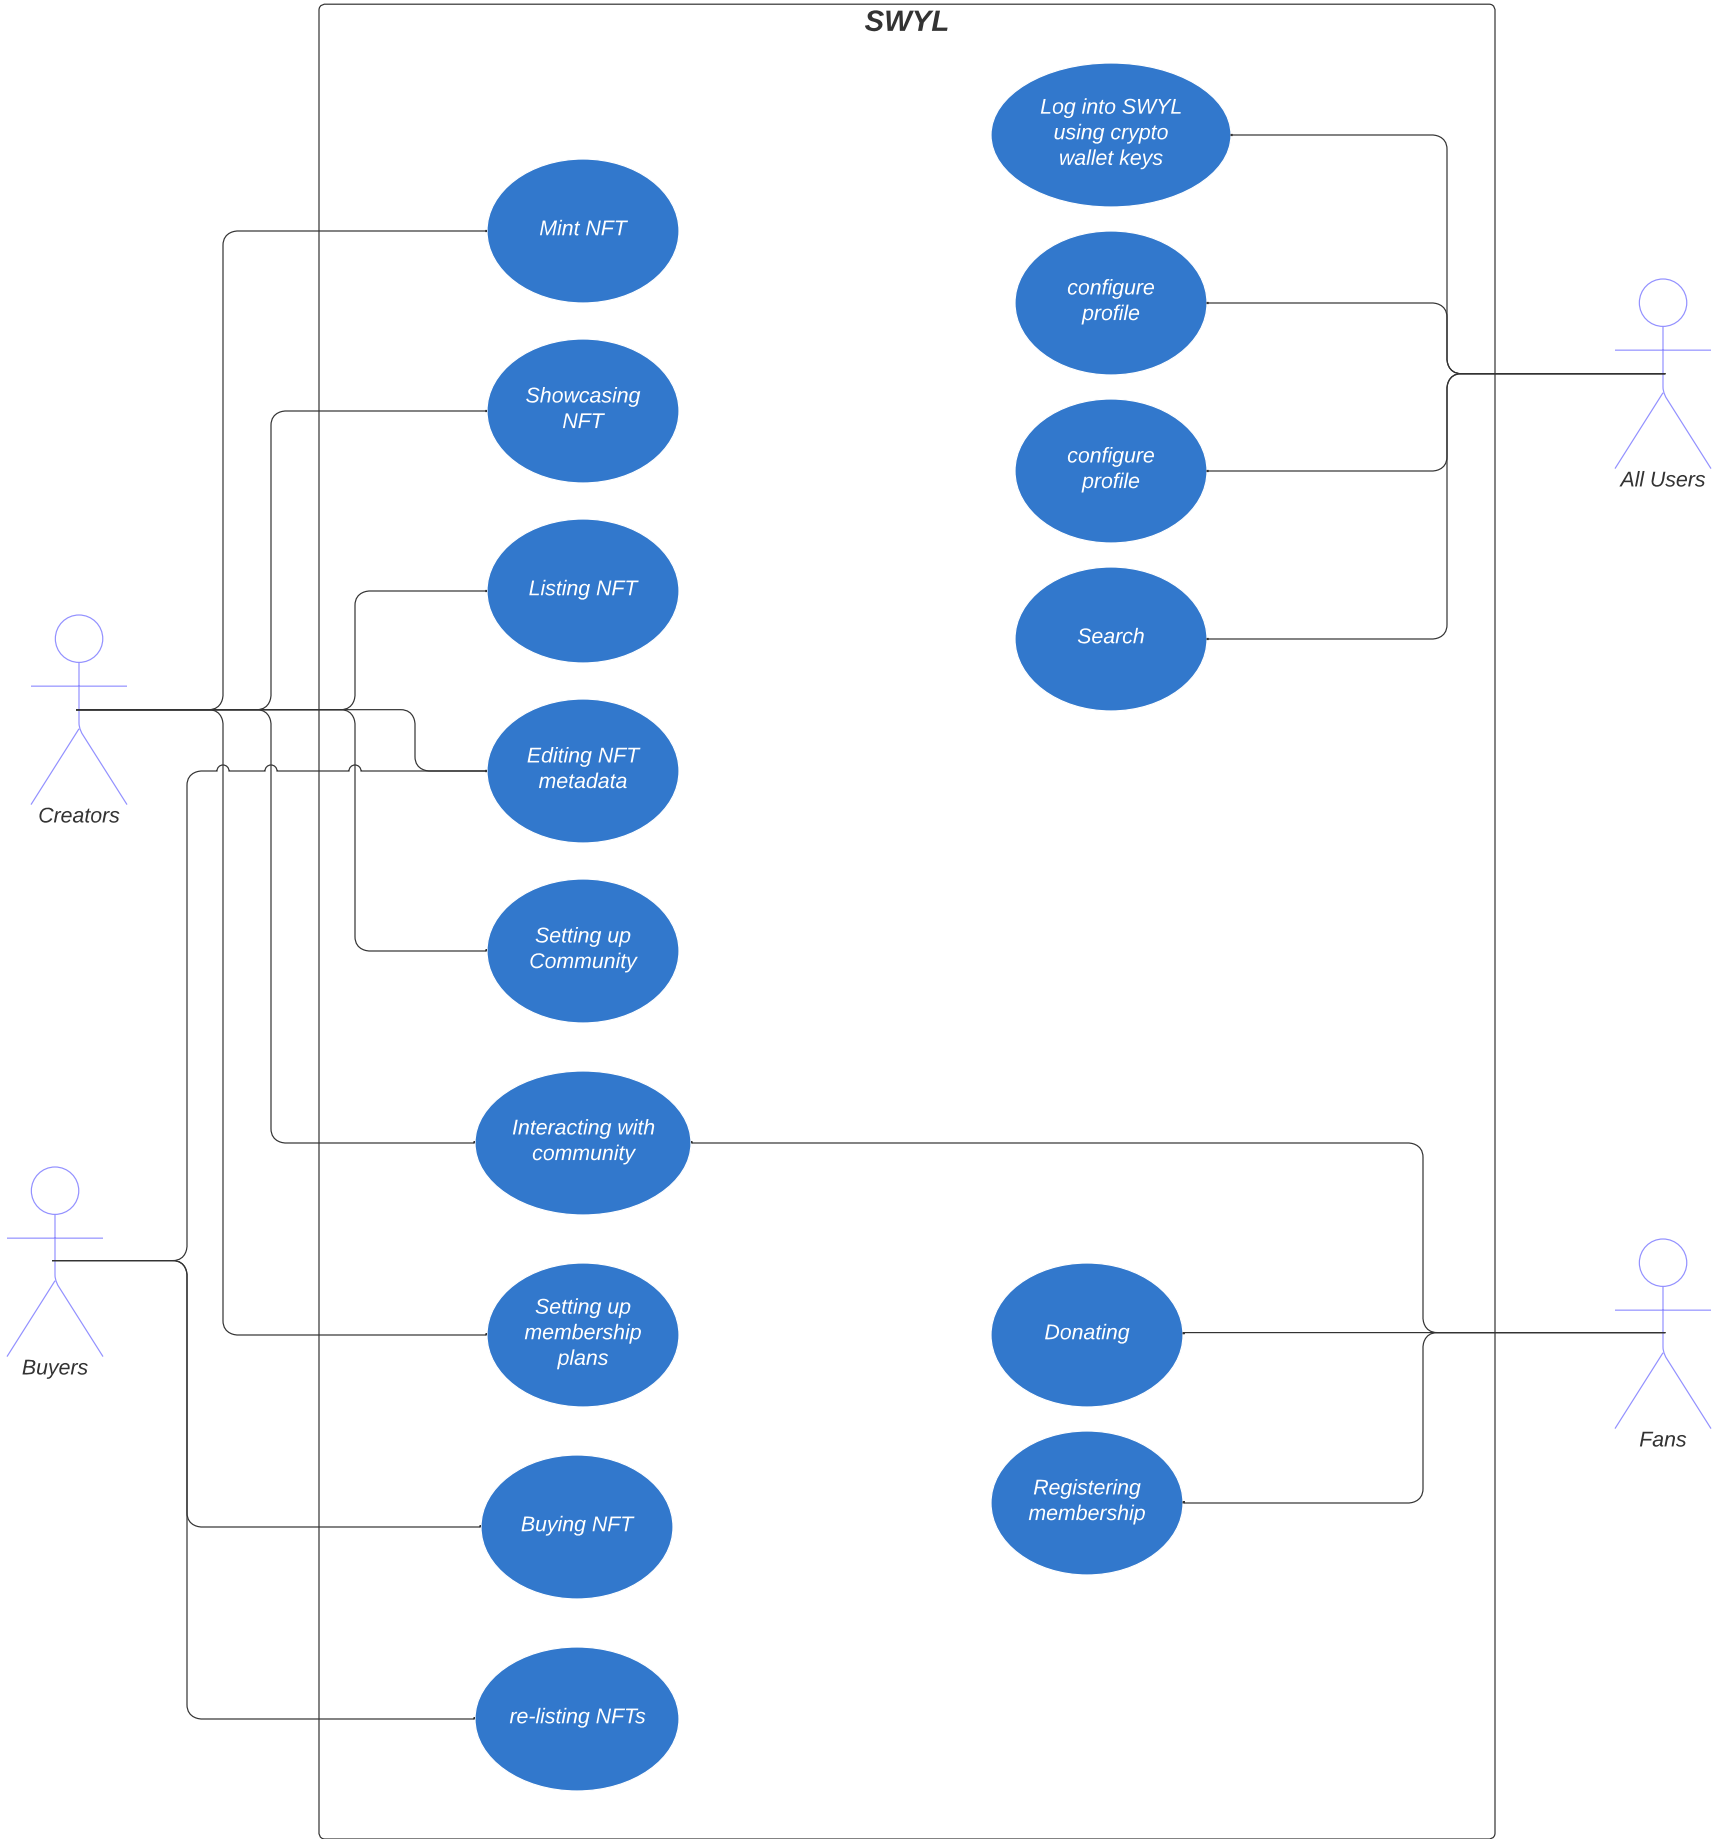 SWYL
Log into SWYL
using crypto
wallet keys
Mint NFT
configure
profile
Showcasing
NFT
configure
profile
All Users
Listing NFT
Search
Editing NFT
metadata
Creators
Setting up
Community
Interacting with
community
Setting up
membership
plans
Donating
Buyers
Fans
Registering
membership
Buying NFT
re-listing NFTs